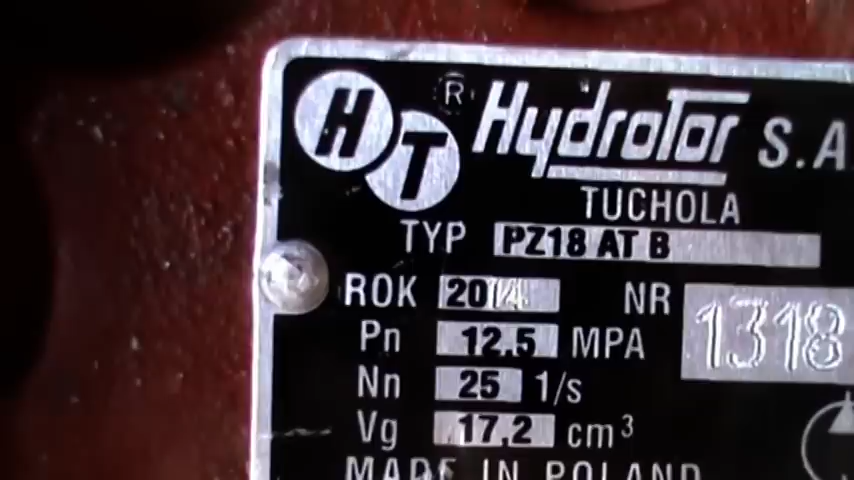 HT ® HydroTor S.A.
TUCHOLA
TYP PZ18 AT B
ROK 2014 NR 1318
Pn 12,5 MPA
Nn 25 1/s
Vg 17,2 cm³
MADE IN POLAND